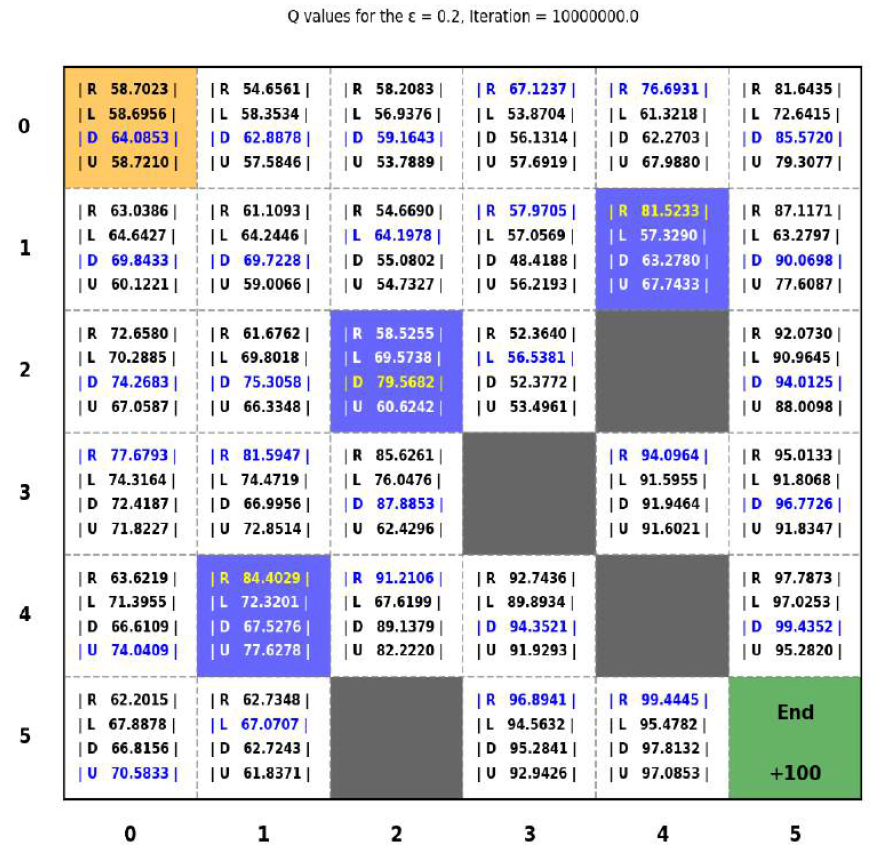 Q values for the ε = 0.2, Iteration = 10000000.0
| R 58.7023 | | R 54.6561 | | R 58.2083 | | R 67.1237 | | R 76.6931 | | R 81.6435 |
| L 58.6956 | | L 58.3534 | | L 56.9376 | | L 53.8704 | | L 61.3218 | | L 72.6415 |
0
| D 64.0853 | | D 62.8878 | | D 59.1643 | | D 56.1314 | | D 62.2703 | | D 85.5720 |
| U 58.7210 | | U 57.5846 | | U 53.7889 | | U 57.6919 | | U 67.9880 | | U 79.3077 |
| R 63.0386 | | R 61.1093 | | R 54.6690 | | R 57.9705 | | R 81.5233 | | R 87.1171 |
| L 64.6427 | | L 64.2446 | | L 64.1978 | | L 57.0569 | | L 57.3290 | | L 63.2797 |
1
| D 69.8433 | | D 69.7228 | | D 55.0802 | | D 48.4188 | | D 63.2780 | | D 90.0698 |
| U 60.1221 | | U 59.0066 | | U 54.7327 | | U 56.2193 | | U 67.7433 | | U 77.6087 |
| R 72.6580 | | R 61.6762 | | R 58.5255 | | R 52.3640 | | R 92.0730 |
| L 70.2885 | | L 69.8018 | | L 69.5738 | | L 56.5381 | | L 90.9645 |
2
| D 74.2683 | | D 75.3058 | | D 79.5682 | | D 52.3772 | | D 94.0125 |
| U 67.0587 | | U 66.3348 | | U 60.6242 | | U 53.4961 | | U 88.0098 |
| R 77.6793 | | R 81.5947 | | R 85.6261 | | R 94.0964 | | R 95.0133 |
| L 74.3164 | | L 74.4719 | | L 76.0476 | | L 91.5955 | | L 91.8068 |
3
| D 72.4187 | | D 66.9956 | | D 87.8853 | | D 91.9464 | | D 96.7726 |
| U 71.8227 | | U 72.8514 | | U 62.4296 | | U 91.6021 | | U 91.8347 |
| R 63.6219 | | R 84.4029 | | R 91.2106 | | R 92.7436 | | R 97.7873 |
| L 71.3955 | | L 72.3201 | | L 67.6199 | | L 89.8934 | | L 97.0253 |
4
| D 66.6109 | | D 67.5276 | | D 89.1379 | | D 94.3521 | | D 99.4352 |
| U 74.0409 | | U 77.6278 | | U 82.2220 | | U 91.9293 | | U 95.2820 |
| R 62.2015 | | R 62.7348 | | R 96.8941 | | R 99.4445 | End
| L 67.8878 | | L 67.0707 | | L 94.5632 | | L 95.4782 |
5
| D 66.8156 | | D 62.7243 | | D 95.2841 | | D 97.8132 |
| U 70.5833 | | U 61.8371 | | U 92.9426 | | U 97.0853 | +100
0 1 2 3 4 5